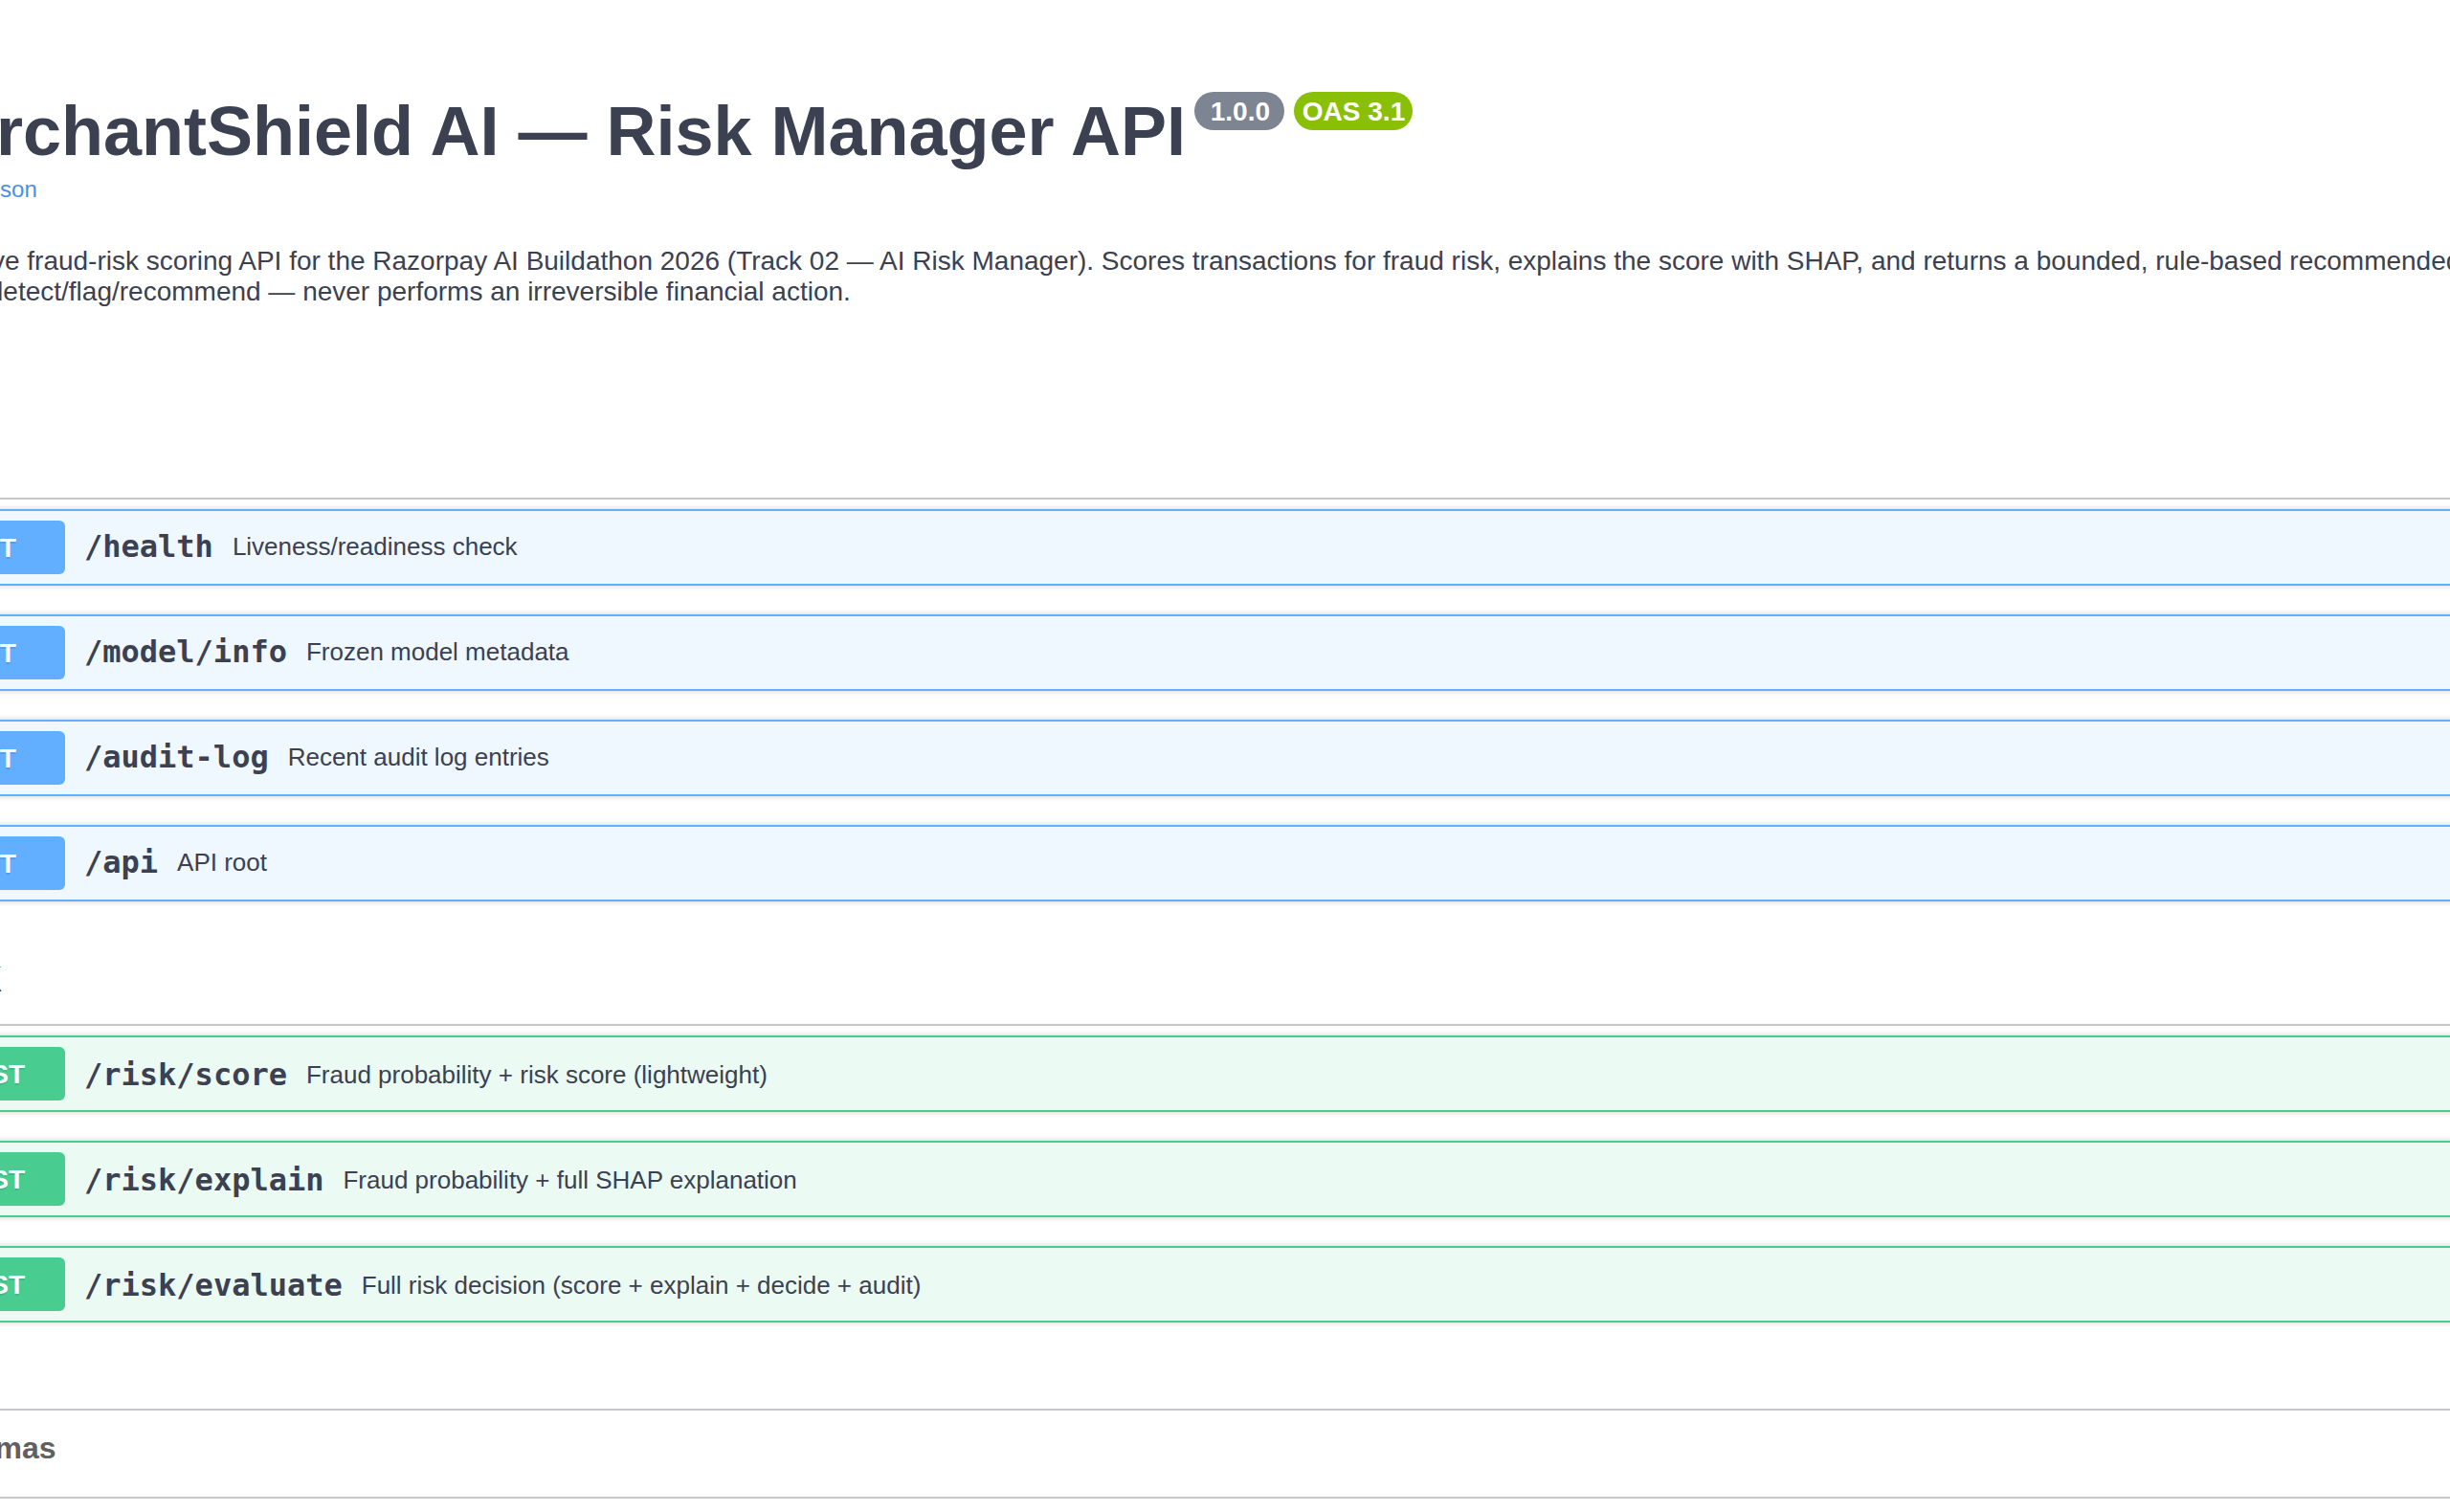 rchantShield AI — Risk Manager API 1.0.0 OAS 3.1
son
ve fraud-risk scoring API for the Razorpay AI Buildathon 2026 (Track 02 — AI Risk Manager). Scores transactions for fraud risk, explains the score with SHAP, and returns a bounded, rule-based recommended
detect/flag/recommend — never performs an irreversible financial action.
T /health Liveness/readiness check
T /model/info Frozen model metadata
T /audit-log Recent audit log entries
T /api API root
ST /risk/score Fraud probability + risk score (lightweight)
ST /risk/explain Fraud probability + full SHAP explanation
ST /risk/evaluate Full risk decision (score + explain + decide + audit)
mas